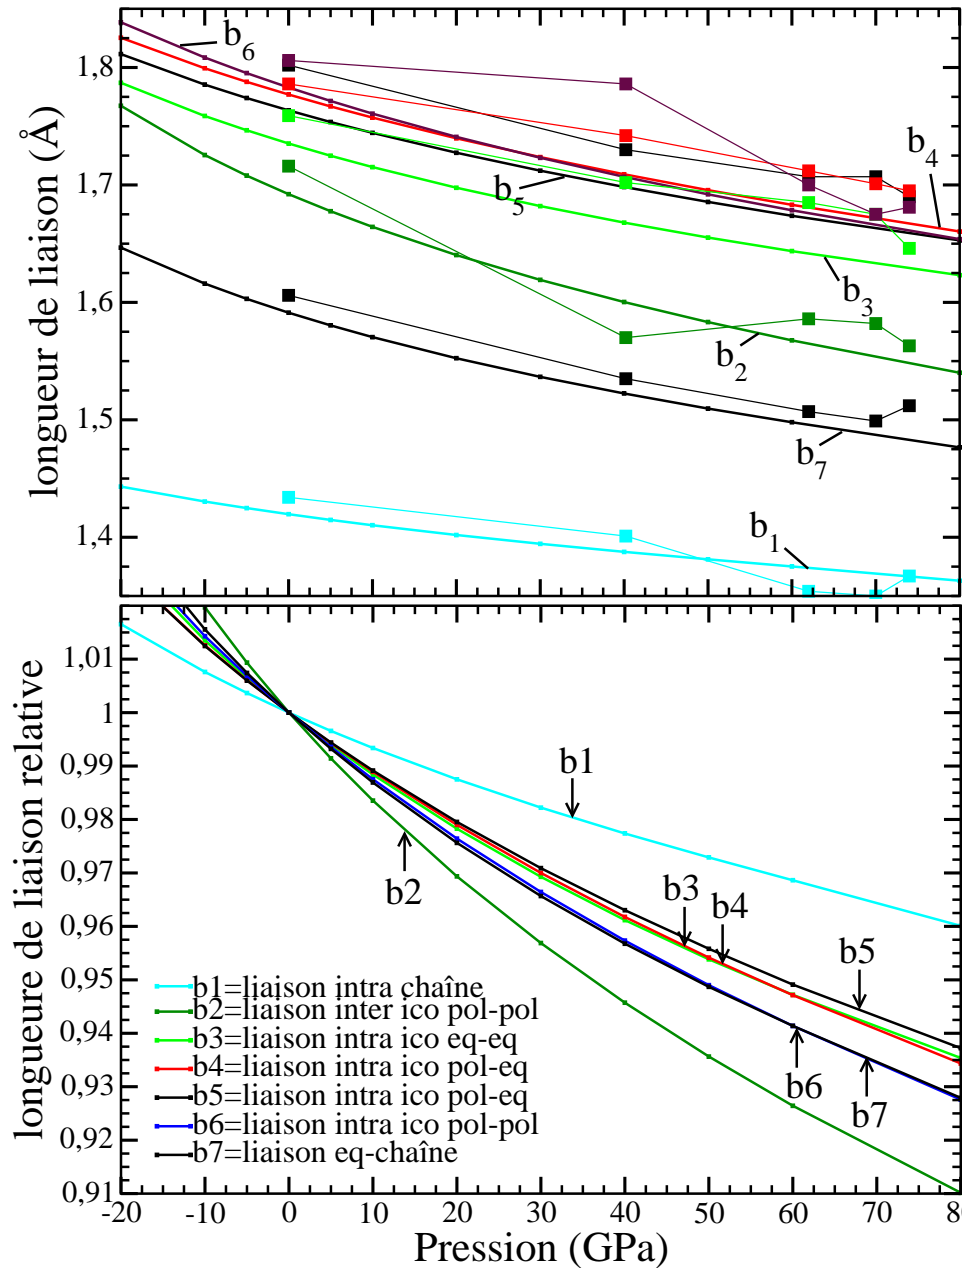 longueur de liaison (Å)
1,8
1,7
1,6
1,5
1,4
b6
b4
b5
b3
b2
b7
b1
longueure de liaison relative
1,01
1
0,99
0,98
0,97
0,96
0,95
0,94
0,93
0,92
0,91
b1
b2
b3
b4
b5
b6
b7
b1=liaison intra chaîne
b2=liaison inter ico pol-pol
b3=liaison intra ico eq-eq
b4=liaison intra ico pol-eq
b5=liaison intra ico pol-eq
b6=liaison intra ico pol-pol
b7=liaison eq-chaîne
-20 -10 0 10 20 30 40 50 60 70 80
Pression (GPa)